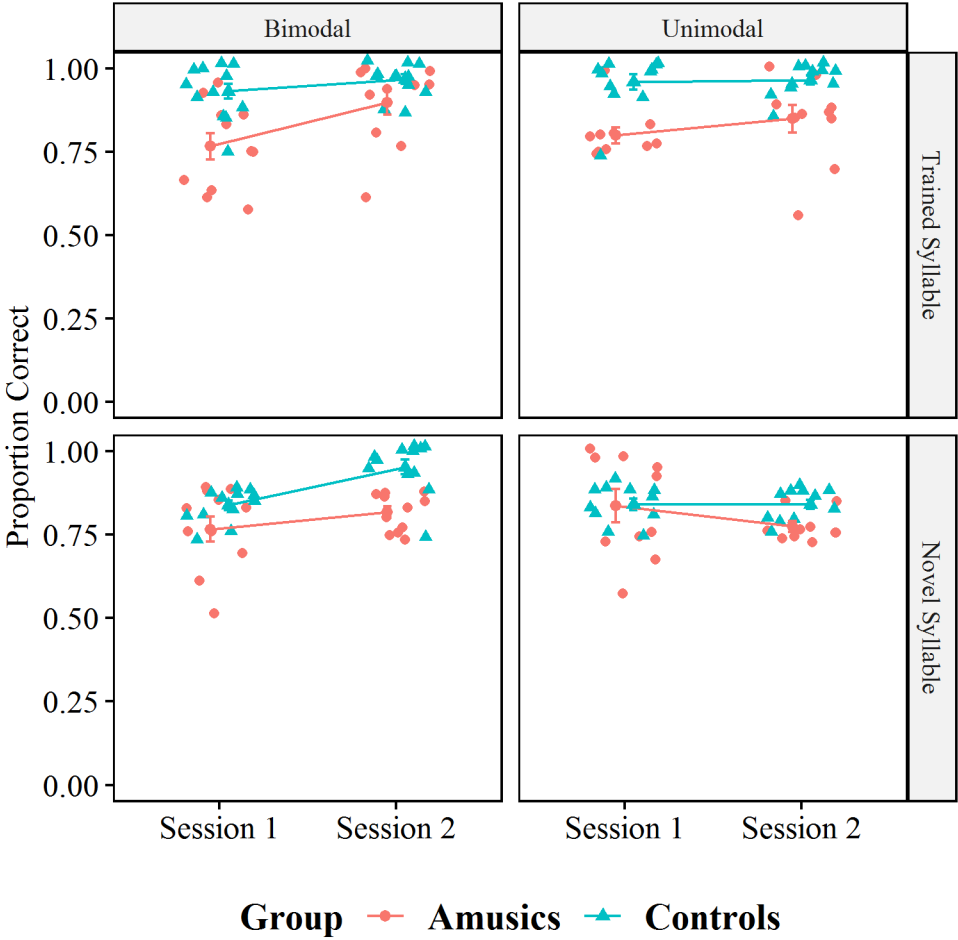 Bimodal
Unimodal
Proportion Correct
1.00
0.75
0.50
0.25
0.00
Trained Syllable
1.00
0.75
0.50
0.25
0.00
Novel Syllable
Session 1
Session 2
Session 1
Session 2
Group
Amusics
Controls